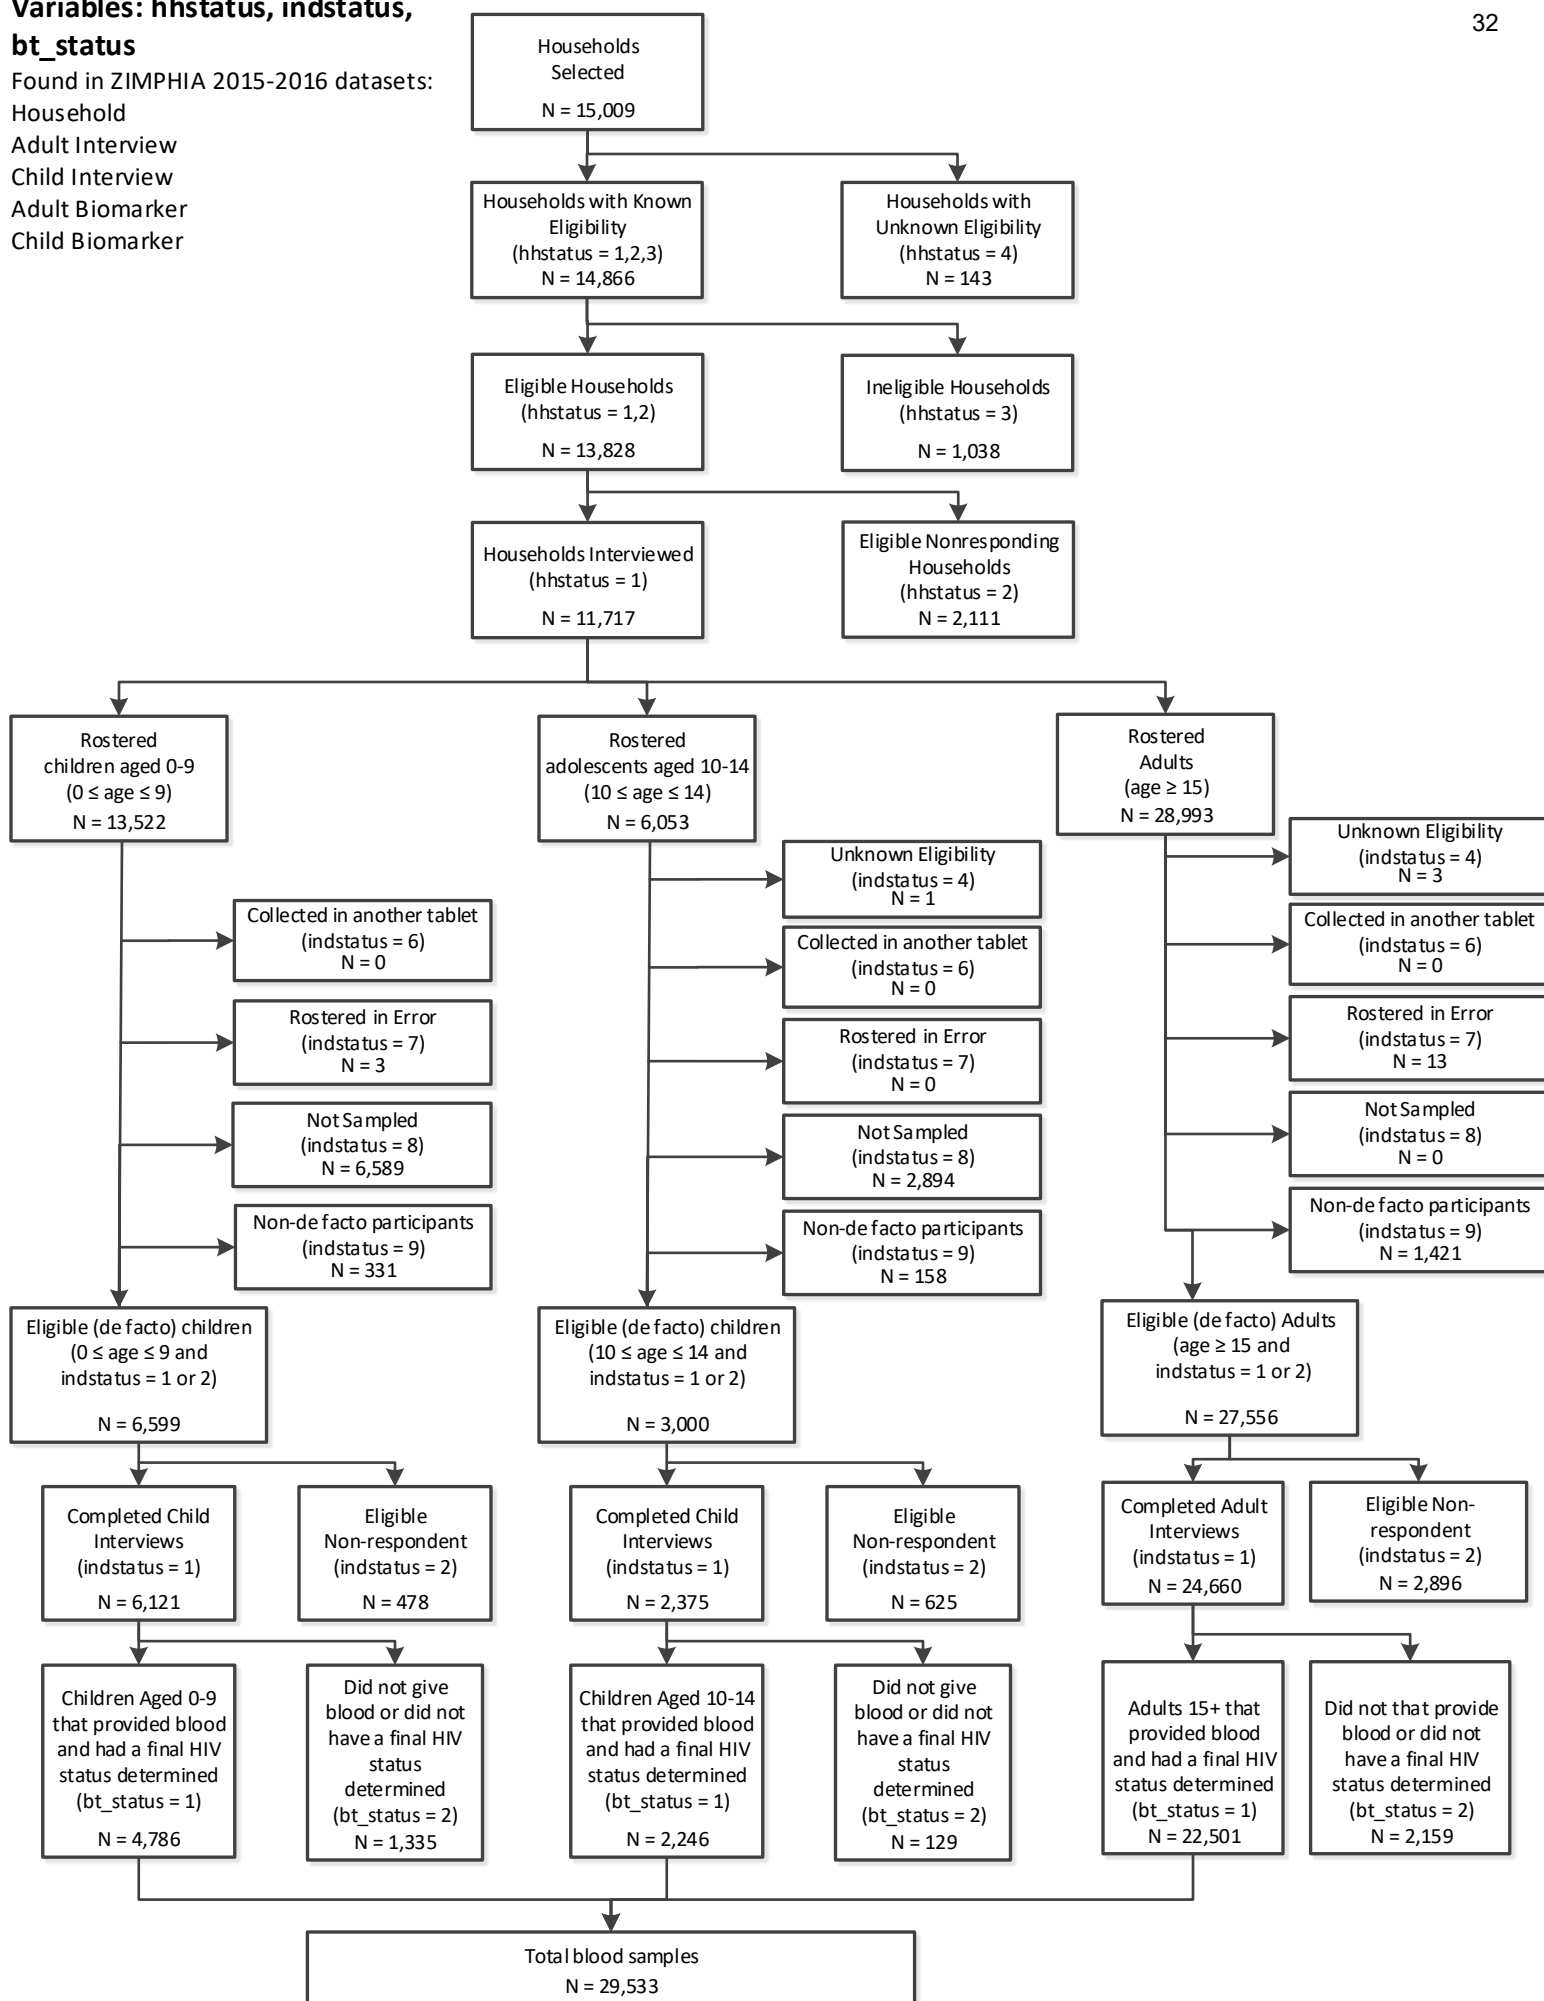 Variables: hhstatus, indstatus,
bt_status
Found in ZIMPHIA 2015-2016 datasets:
Household
Adult Interview
Child Interview
Adult Biomarker
Child Biomarker
32
Households
Selected
N = 15,009
Households with Known
Eligibility
(hhstatus = 1,2,3)
N = 14,866
Households with
Unknown Eligibility
(hhstatus = 4)
N = 143
Eligible Households
(hhstatus = 1,2)
N = 13,828
Ineligible Households
(hhstatus = 3)
N = 1,038
Households Interviewed
(hhstatus = 1)
N = 11,717
Eligible Nonresponding
Households
(hhstatus = 2)
N = 2,111
Rostered
children aged 0-9
(0 ≤ age ≤ 9)
N = 13,522
Rostered
adolescents aged 10-14
(10 ≤ age ≤ 14)
N = 6,053
Rostered
Adults
(age ≥ 15)
N = 28,993
Collected in another tablet
(indstatus = 6)
N = 0
Rostered in Error
(indstatus = 7)
N = 3
Not Sampled
(indstatus = 8)
N = 6,589
Non-de facto participants
(indstatus = 9)
N = 331
Unknown Eligibility
(indstatus = 4)
N = 1
Collected in another tablet
(indstatus = 6)
N = 0
Rostered in Error
(indstatus = 7)
N = 0
Not Sampled
(indstatus = 8)
N = 2,894
Non-de facto participants
(indstatus = 9)
N = 158
Unknown Eligibility
(indstatus = 4)
N = 3
Collected in another tablet
(indstatus = 6)
N = 0
Rostered in Error
(indstatus = 7)
N = 13
Not Sampled
(indstatus = 8)
N = 0
Non-de facto participants
(indstatus = 9)
N = 1,421
Eligible (de facto) children
(0 ≤ age ≤ 9 and
indstatus = 1 or 2)
N = 6,599
Eligible (de facto) children
(10 ≤ age ≤ 14 and
indstatus = 1 or 2)
N = 3,000
Eligible (de facto) Adults
(age ≥ 15 and
indstatus = 1 or 2)
N = 27,556
Completed Child
Interviews
(indstatus = 1)
N = 6,121
Eligible
Non-respondent
(indstatus = 2)
N = 478
Completed Child
Interviews
(indstatus = 1)
N = 2,375
Eligible
Non-respondent
(indstatus = 2)
N = 625
Completed Adult
Interviews
(indstatus = 1)
N = 24,660
Eligible Non-
respondent
(indstatus = 2)
N = 2,896
Children Aged 0-9
that provided blood
and had a final HIV
status determined
(bt_status = 1)
N = 4,786
Did not give
blood or did not
have a final HIV
status
determined
(bt_status = 2)
N = 1,335
Children Aged 10-14
that provided blood
and had a final HIV
status determined
(bt_status = 1)
N = 2,246
Did not give
blood or did not
have a final HIV
status
determined
(bt_status = 2)
N = 129
Adults 15+ that
provided blood
and had a final HIV
status determined
(bt_status = 1)
N = 22,501
Did not that provide
blood or did not
have a final HIV
status determined
(bt_status = 2)
N = 2,159
Total blood samples
N = 29,533